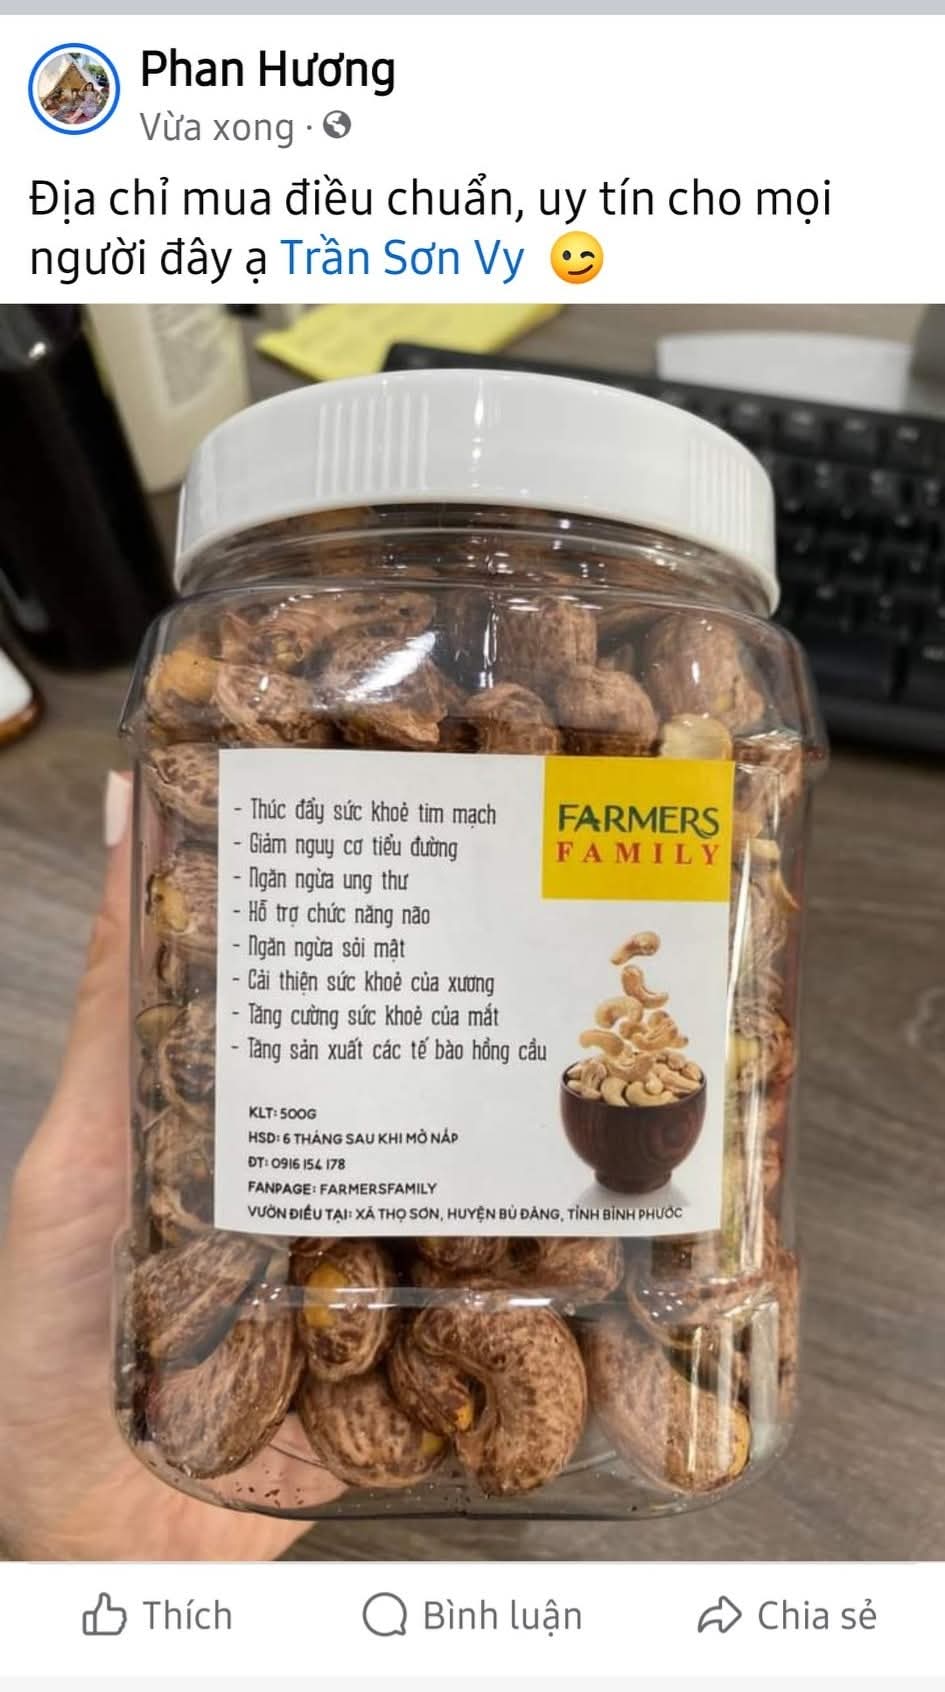 Phan Hương
Vừa xong ·
Địa chỉ mua điều chuẩn, uy tín cho mọi
người đây ạ Trần Sơn Vy 😉
- Thúc đẩy sức khoẻ tim mạch
- Giảm nguy cơ tiểu đường
- Ngăn ngừa ung thư
- Hỗ trợ chức năng não
- Ngăn ngừa sỏi mật
- Cải thiện sức khoẻ của xương
- Tăng cường sức khoẻ của mắt
- Tăng sản xuất các tế bào hồng cầu
FARMERS
FAMILY
KLT: 500G
HSD: 6 THÁNG SAU KHI MỞ NẮP
ĐT: 0916 154 178
FANPAGE: FARMERSFAMILY
VƯỜN ĐIỀU TẠI: XÃ THỌ SƠN, HUYỆN BÙ ĐĂNG, TỈNH BÌNH PHƯỚC
Thích
Bình luận
Chia sẻ